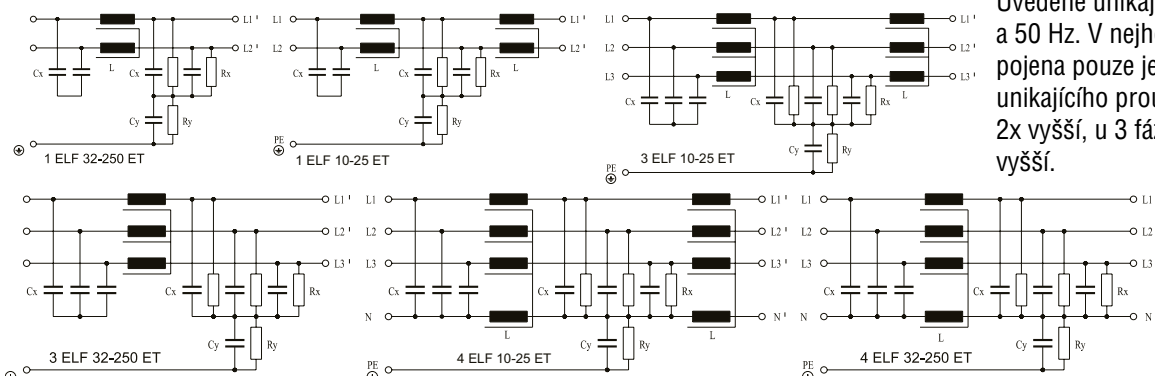 L1' L1 L1' L1 L1'
L2' L2 L2' L2 L2'
Cx L Cx Rx Cx L Cx Rx L L3 L3'
Cx L Cx Rx L
Cy Ry Cy Ry Cy Ry
PE PE
1 ELF 32-250 ET 1 ELF 10-25 ET 3 ELF 10-25 ET
a 50 Hz. V nejho
pojena pouze je
unikajícího prou
2x vyšší, u 3 fáz
vyšší.
L1' L1 L1' L1 L1
L2' L2 L2' L2 L2
L3' L3 L3' L3 L3
Cx Cx Rx Cx Cx Rx Cx Cx Rx
N N' N N
L L L
Cy Ry Cy Ry Cy Ry
3 ELF 32-250 ET 4 ELF 10-25 ET 4 ELF 32-250 ET
PE PE